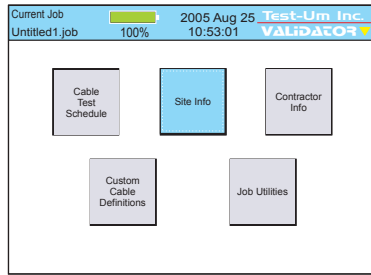 Current Job
2005 Aug 25
Test-Um Inc.
Untitled1.job
100%
10:53:01
VALIDATOR
Cable
Test
Schedule
Site Info
Contractor
Info
Custom
Cable
Definitions
Job Utilities